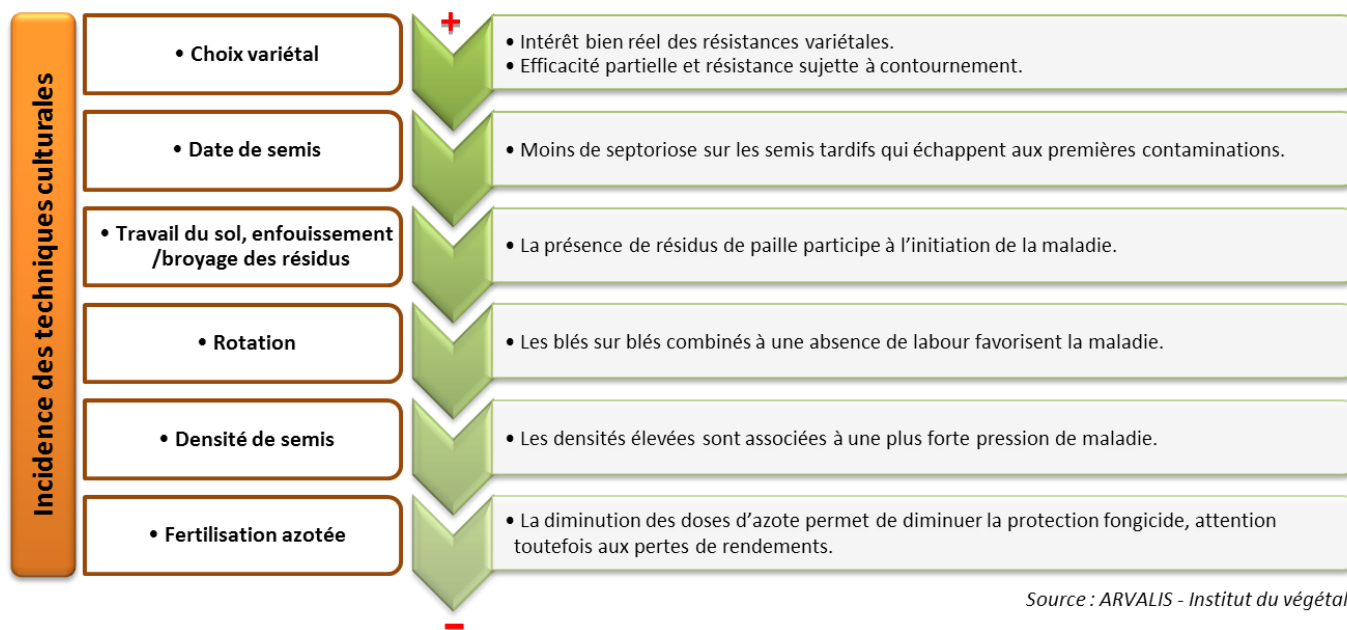 Incidence des techniques culturales
+
• Choix variétal
• Intérêt bien réel des résistances variétales.
• Efficacité partielle et résistance sujette à contournement.
• Date de semis
• Moins de septoriose sur les semis tardifs qui échappent aux premières contaminations.
• Travail du sol, enfouissement
/broyage des résidus
• La présence de résidus de paille participe à l’initiation de la maladie.
• Rotation
• Les blés sur blés combinés à une absence de labour favorisent la maladie.
• Densité de semis
• Les densités élevées sont associées à une plus forte pression de maladie.
• Fertilisation azotée
• La diminution des doses d’azote permet de diminuer la protection fongicide, attention
toutefois aux pertes de rendements.
–
Source : ARVALIS - Institut du végétal